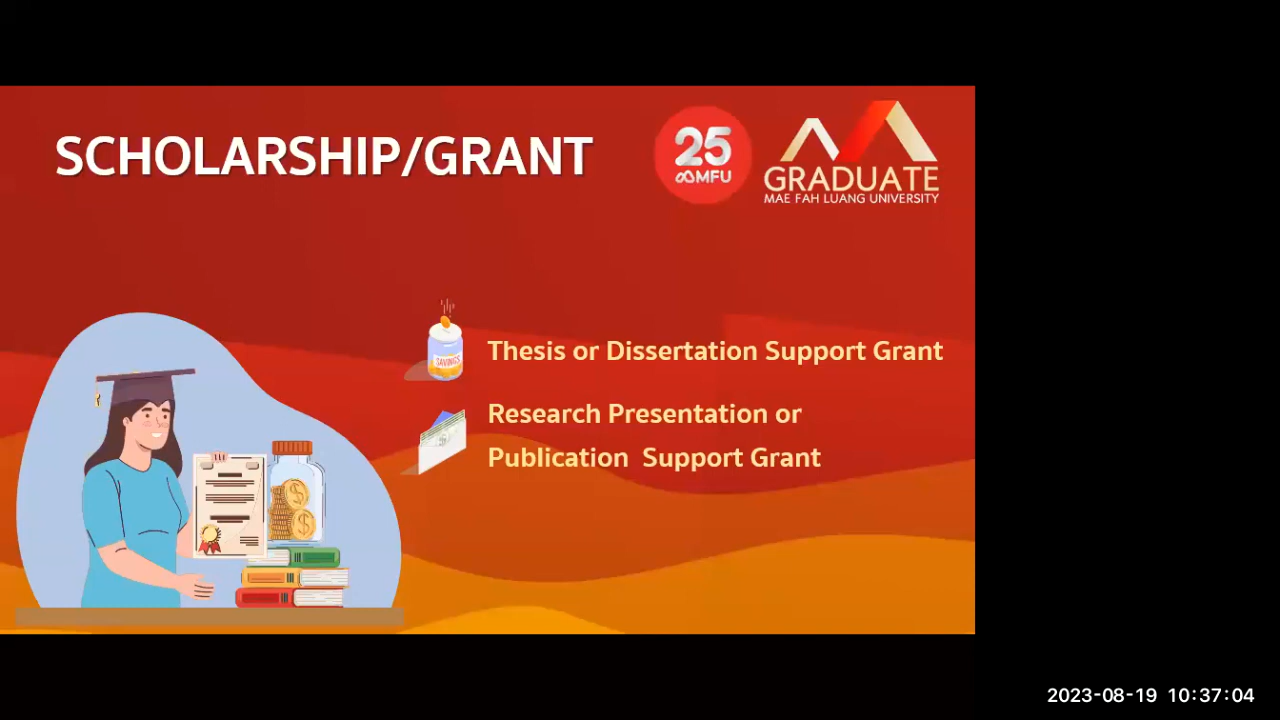 SCHOLARSHIP/GRANT
25
MFU
GRADUATE
MAE FAH LUANG UNIVERSITY
SAVINGS
Thesis or Dissertation Support Grant
Research Presentation or
Publication Support Grant
2023-08-19 10:37:04